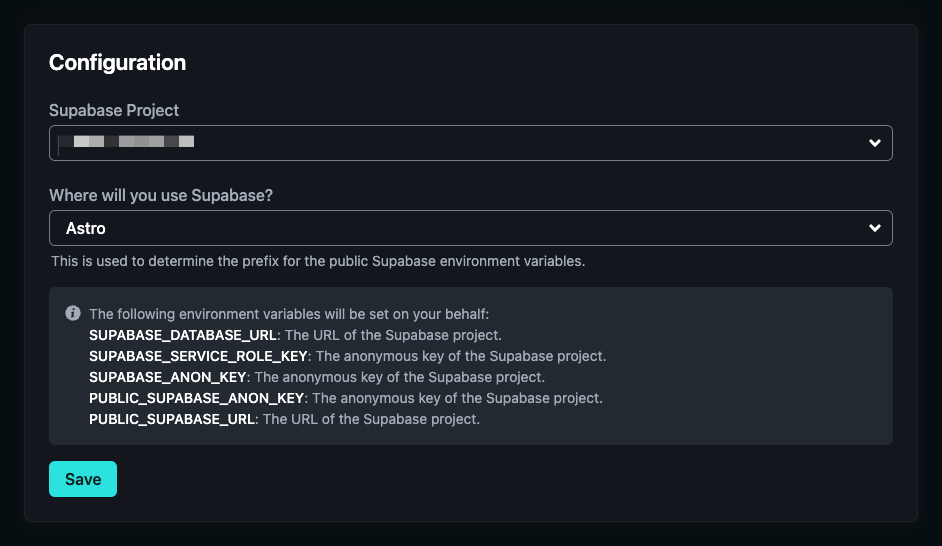 Configuration
Supabase Project
Where will you use Supabase?
Astro
This is used to determine the prefix for the public Supabase environment variables.
The following environment variables will be set on your behalf:
SUPABASE_DATABASE_URL: The URL of the Supabase project.
SUPABASE_SERVICE_ROLE_KEY: The anonymous key of the Supabase project.
SUPABASE_ANON_KEY: The anonymous key of the Supabase project.
PUBLIC_SUPABASE_ANON_KEY: The anonymous key of the Supabase project.
PUBLIC_SUPABASE_URL: The URL of the Supabase project.
Save